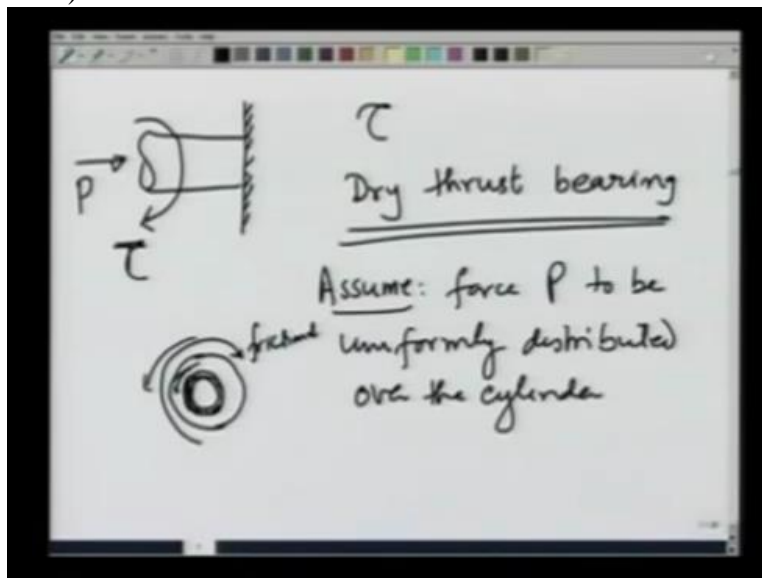 τ
Dry thrust bearing
P
τ
Assume: force P to be
friction
uniformly distributed
over the cylinder